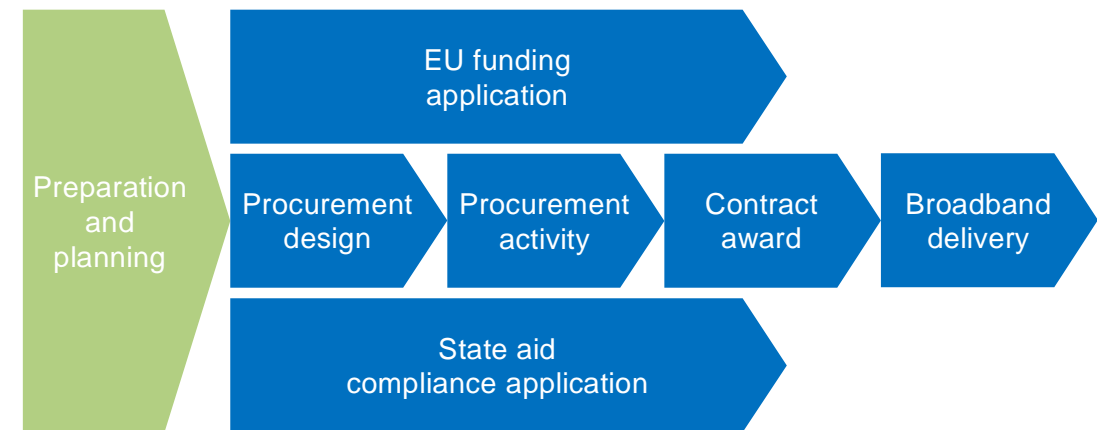 Preparation
and
planning
EU funding
application
Procurement
design
Procurement
activity
Contract
award
Broadband
delivery
State aid
compliance application